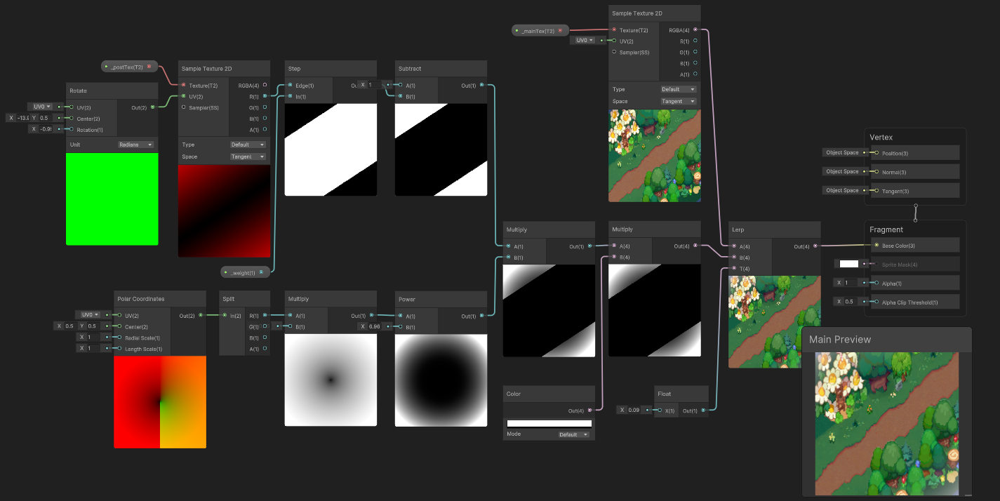 Sample Texture 2D
_mainTex(T2)
Texture(T2) RGBA(4)
UV0
UV(2) R(1)
Sampler(SS) G(1)
B(1)
A(1)
Type Default
Space Tangent
_postTex(T2)
Rotate
UV0 UV(2) Out(2)
Y 0.5 Center(2)
X Rotation(1)
Unit Radians
Sample Texture 2D
Texture(T2) RGBA(4)
UV(2) R(1)
Sampler(SS) G(1)
B(1)
A(1)
Type Default
Space Tangent
Step
Edge(1)
In(1)
Subtract
X 1 A(1) Out(1)
B(1)
_weight(1)
Polar Coordinates
UV0 UV(2) Out(2)
X 0.5 Y 0.5 Center(2)
X 1 Radial Scale(1)
X 1 Length Scale(1)
Split
In(2) R(1)
G(1)
B(1)
A(1)
Multiply
A(1) Out(1)
B(1)
Power
A(1) Out(1)
X 6.96 B(1)
Multiply
A(1) Out(1)
B(1)
Multiply
A(4) Out(4)
B(4)
Color
Out(4)
Mode Default
Float
X 0.09 X(1) Out(1)
Lerp
A(4) Out(4)
B(4)
T(4)
Vertex
Object Space Position(3)
Object Space Normal(3)
Object Space Tangent(3)
Fragment
Base Color(3)
Sprite Mask(4)
X 1 Alpha(1)
X 0.5 Alpha Clip Threshold(1)
Main Preview